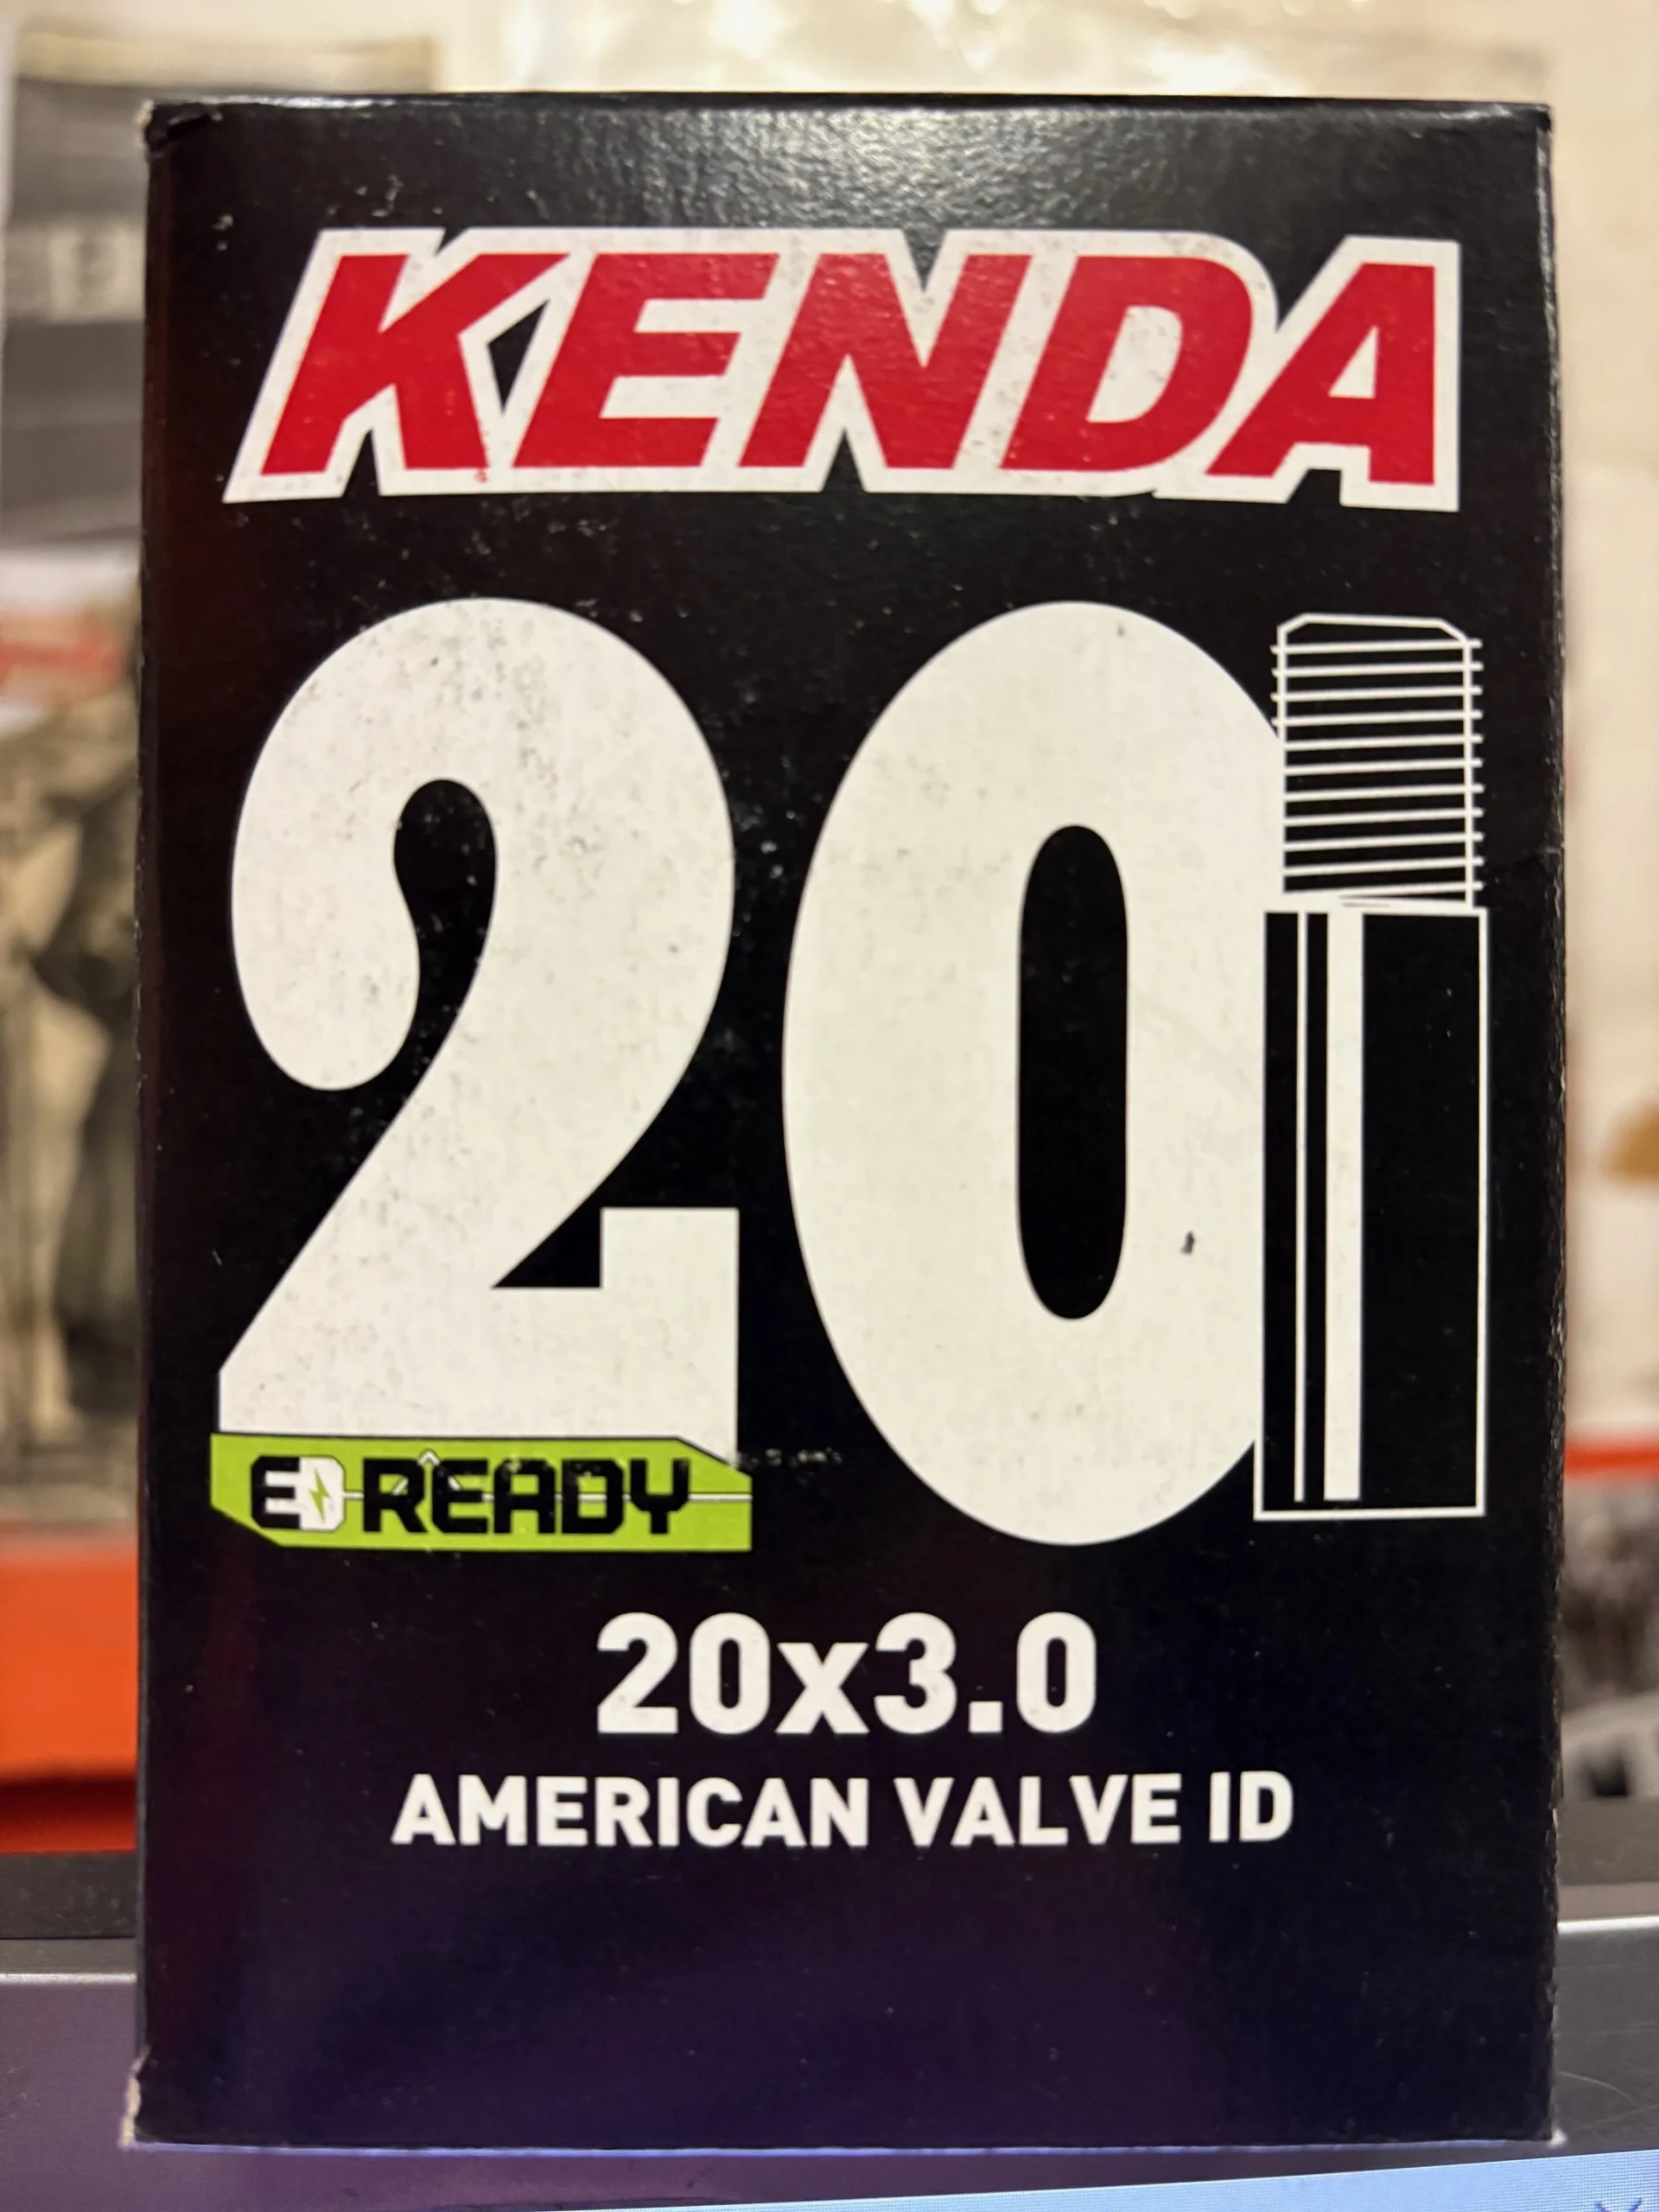 KENDA
20
E READY
20x3.0
AMERICAN VALVE ID